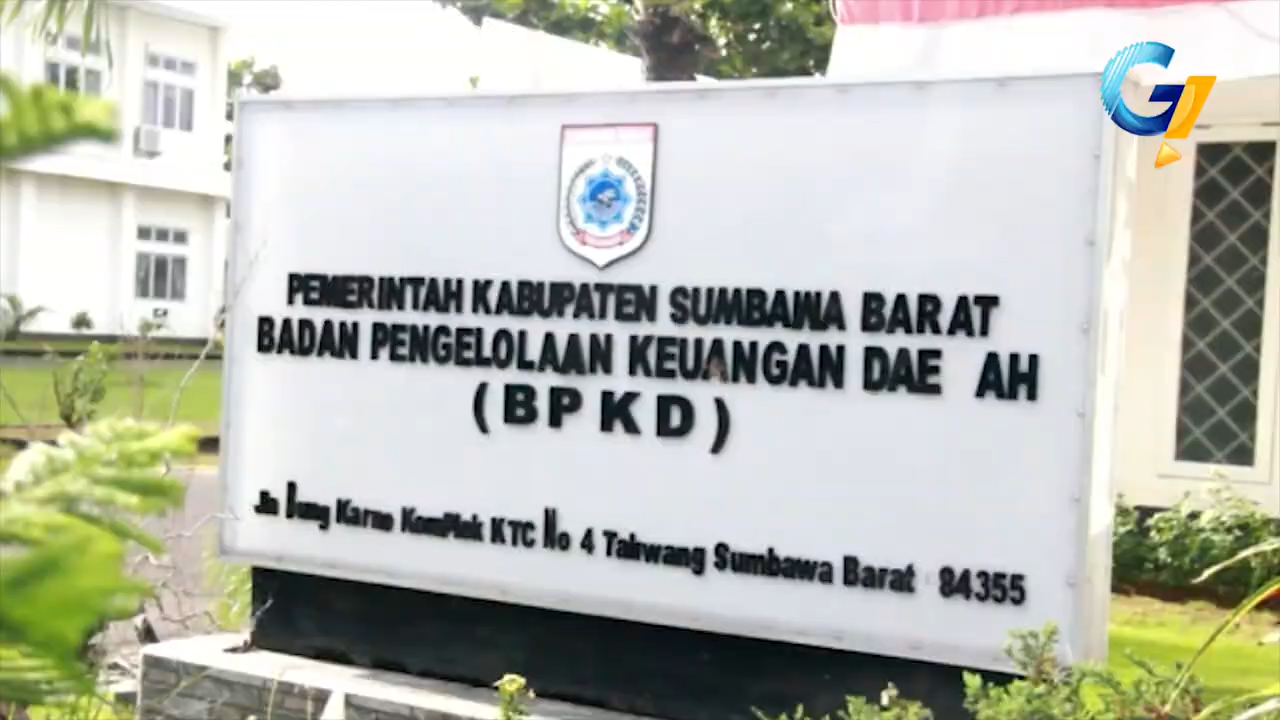 PEMERINTAH KABUPATEN SUMBAWA BARAT
BADAN PENGELOLAAN KEUANGAN DAE AH
(BPKD)
Jln Bung Karno KomPlek KTC No 4 Taliwang Sumbawa Barat 84355
G!